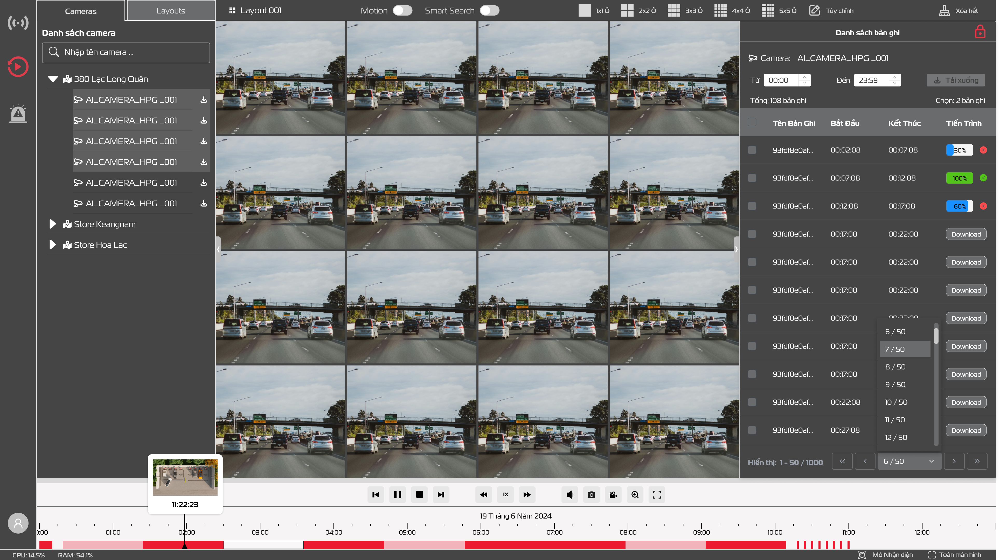 Cameras
Layouts
Layout 001
Motion
Smart Search
1x1 Ô
2x2 Ô
3x3 Ô
4x4 Ô
5x5 Ô
Tùy chỉnh
Xóa hết
Danh sách camera
Nhập tên camera ...
380 Lạc Long Quân
AI_CAMERA_HPG _001
AI_CAMERA_HPG _001
AI_CAMERA_HPG _001
AI_CAMERA_HPG _001
AI_CAMERA_HPG _001
AI_CAMERA_HPG _001
Store Keangnam
Store Hoa Lac
Danh sách bản ghi
Camera: AI_CAMERA_HPG _001
Từ 00:00 Đến 23:59 Tải xuống
Tổng: 108 bản ghi Chọn: 2 bản ghi
Tên Bản Ghi Bắt Đầu Kết Thúc Tiến Trình
93fdf8e0af... 00:02:08 00:07:08 30%
93fdf8e0af... 00:07:08 00:12:08 100%
93fdf8e0af... 00:12:08 00:17:08 60%
93fdf8e0af... 00:17:08 00:22:08 Download
93fdf8e0af... 00:17:08 00:22:08 Download
93fdf8e0af... 00:17:08 00:22:08 Download
93fdf8e0af... 00:17:08 Download
93fdf8e0af... 00:17:08 Download
93fdf8e0af... 00:17:08 Download
93fdf8e0af... 00:22:08 Download
93fdf8e0af... 00:27:08 Download
6 / 50
7 / 50
8 / 50
9 / 50
10 / 50
11 / 50
12 / 50
Hiển thị: 1 - 50 / 1000 6 / 50
11:22:23
1X
19 Tháng 6 Năm 2024
01:00 02:00 03:00 04:00 05:00 06:00 07:00 08:00 09:00 10:00 11:00 12:00
CPU: 14.5% RAM: 54.1% Mở Nhận diện Toàn màn hình